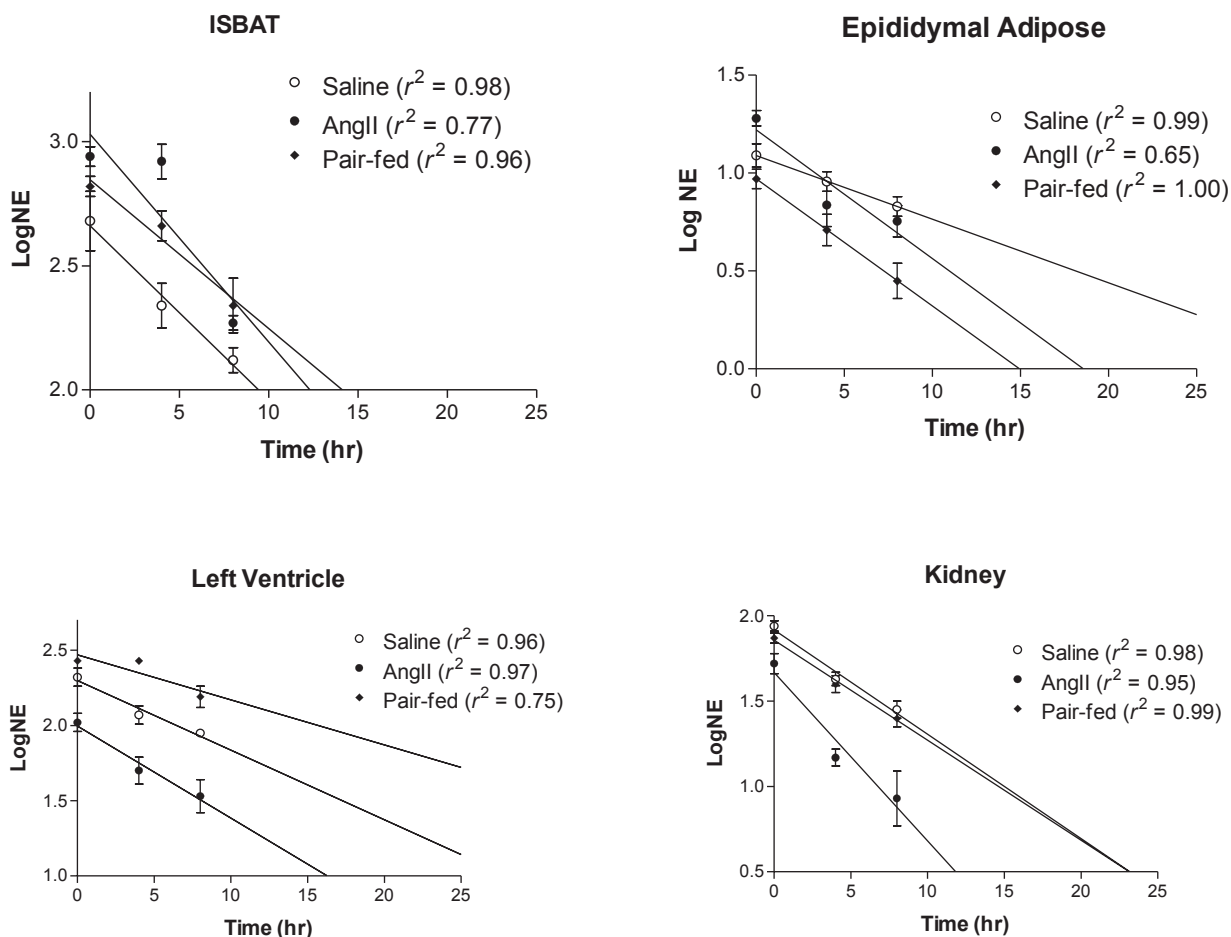 ISBAT
Saline (r² = 0.98)
AngII (r² = 0.77)
Pair-fed (r² = 0.96)
3.0
2.5
2.0
LogNE
0 5 10 15 20 25
Time (hr)
Epididymal Adipose
Saline (r² = 0.99)
AngII (r² = 0.65)
Pair-fed (r² = 1.00)
1.5
1.0
0.5
0.0
Log NE
0 5 10 15 20 25
Time (hr)
Left Ventricle
Saline (r² = 0.96)
AngII (r² = 0.97)
Pair-fed (r² = 0.75)
2.5
2.0
1.5
1.0
LogNE
0 5 10 15 20 25
Time (hr)
Kidney
Saline (r² = 0.98)
AngII (r² = 0.95)
Pair-fed (r² = 0.99)
2.0
1.5
1.0
0.5
LogNE
0 5 10 15 20 25
Time (hr)